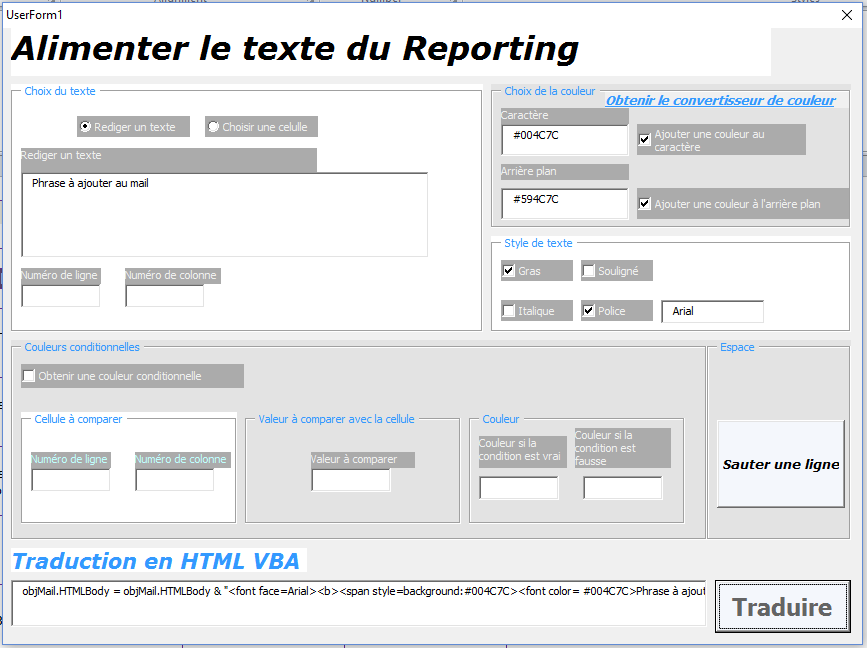 UserForm1
Alimenter le texte du Reporting
Choix du texte
Rediger un texte
Choisir une celulle
Rediger un texte
Phrase à ajouter au mail
Numéro de ligne
Numéro de colonne
Choix de la couleur
Obtenir le convertisseur de couleur
Caractère
#004C7C
Ajouter une couleur au
caractère
Arrière plan
#594C7C
Ajouter une couleur à l'arrière plan
Style de texte
Gras
Souligné
Italique
Police
Arial
Couleurs conditionnelles
Obtenir une couleur conditionnelle
Cellule à comparer
Numéro de ligne
Numéro de colonne
Valeur à comparer avec la cellule
Valeur à comparer
Couleur
Couleur si la
condition est vrai
Couleur si la
condition est
fausse
Espace
Sauter une ligne
Traduction en HTML VBA
objMail.HTMLBody = objMail.HTMLBody & "<font face=Arial><b><span style=background:#004C7C><font color= #004C7C>Phrase à ajout
Traduire